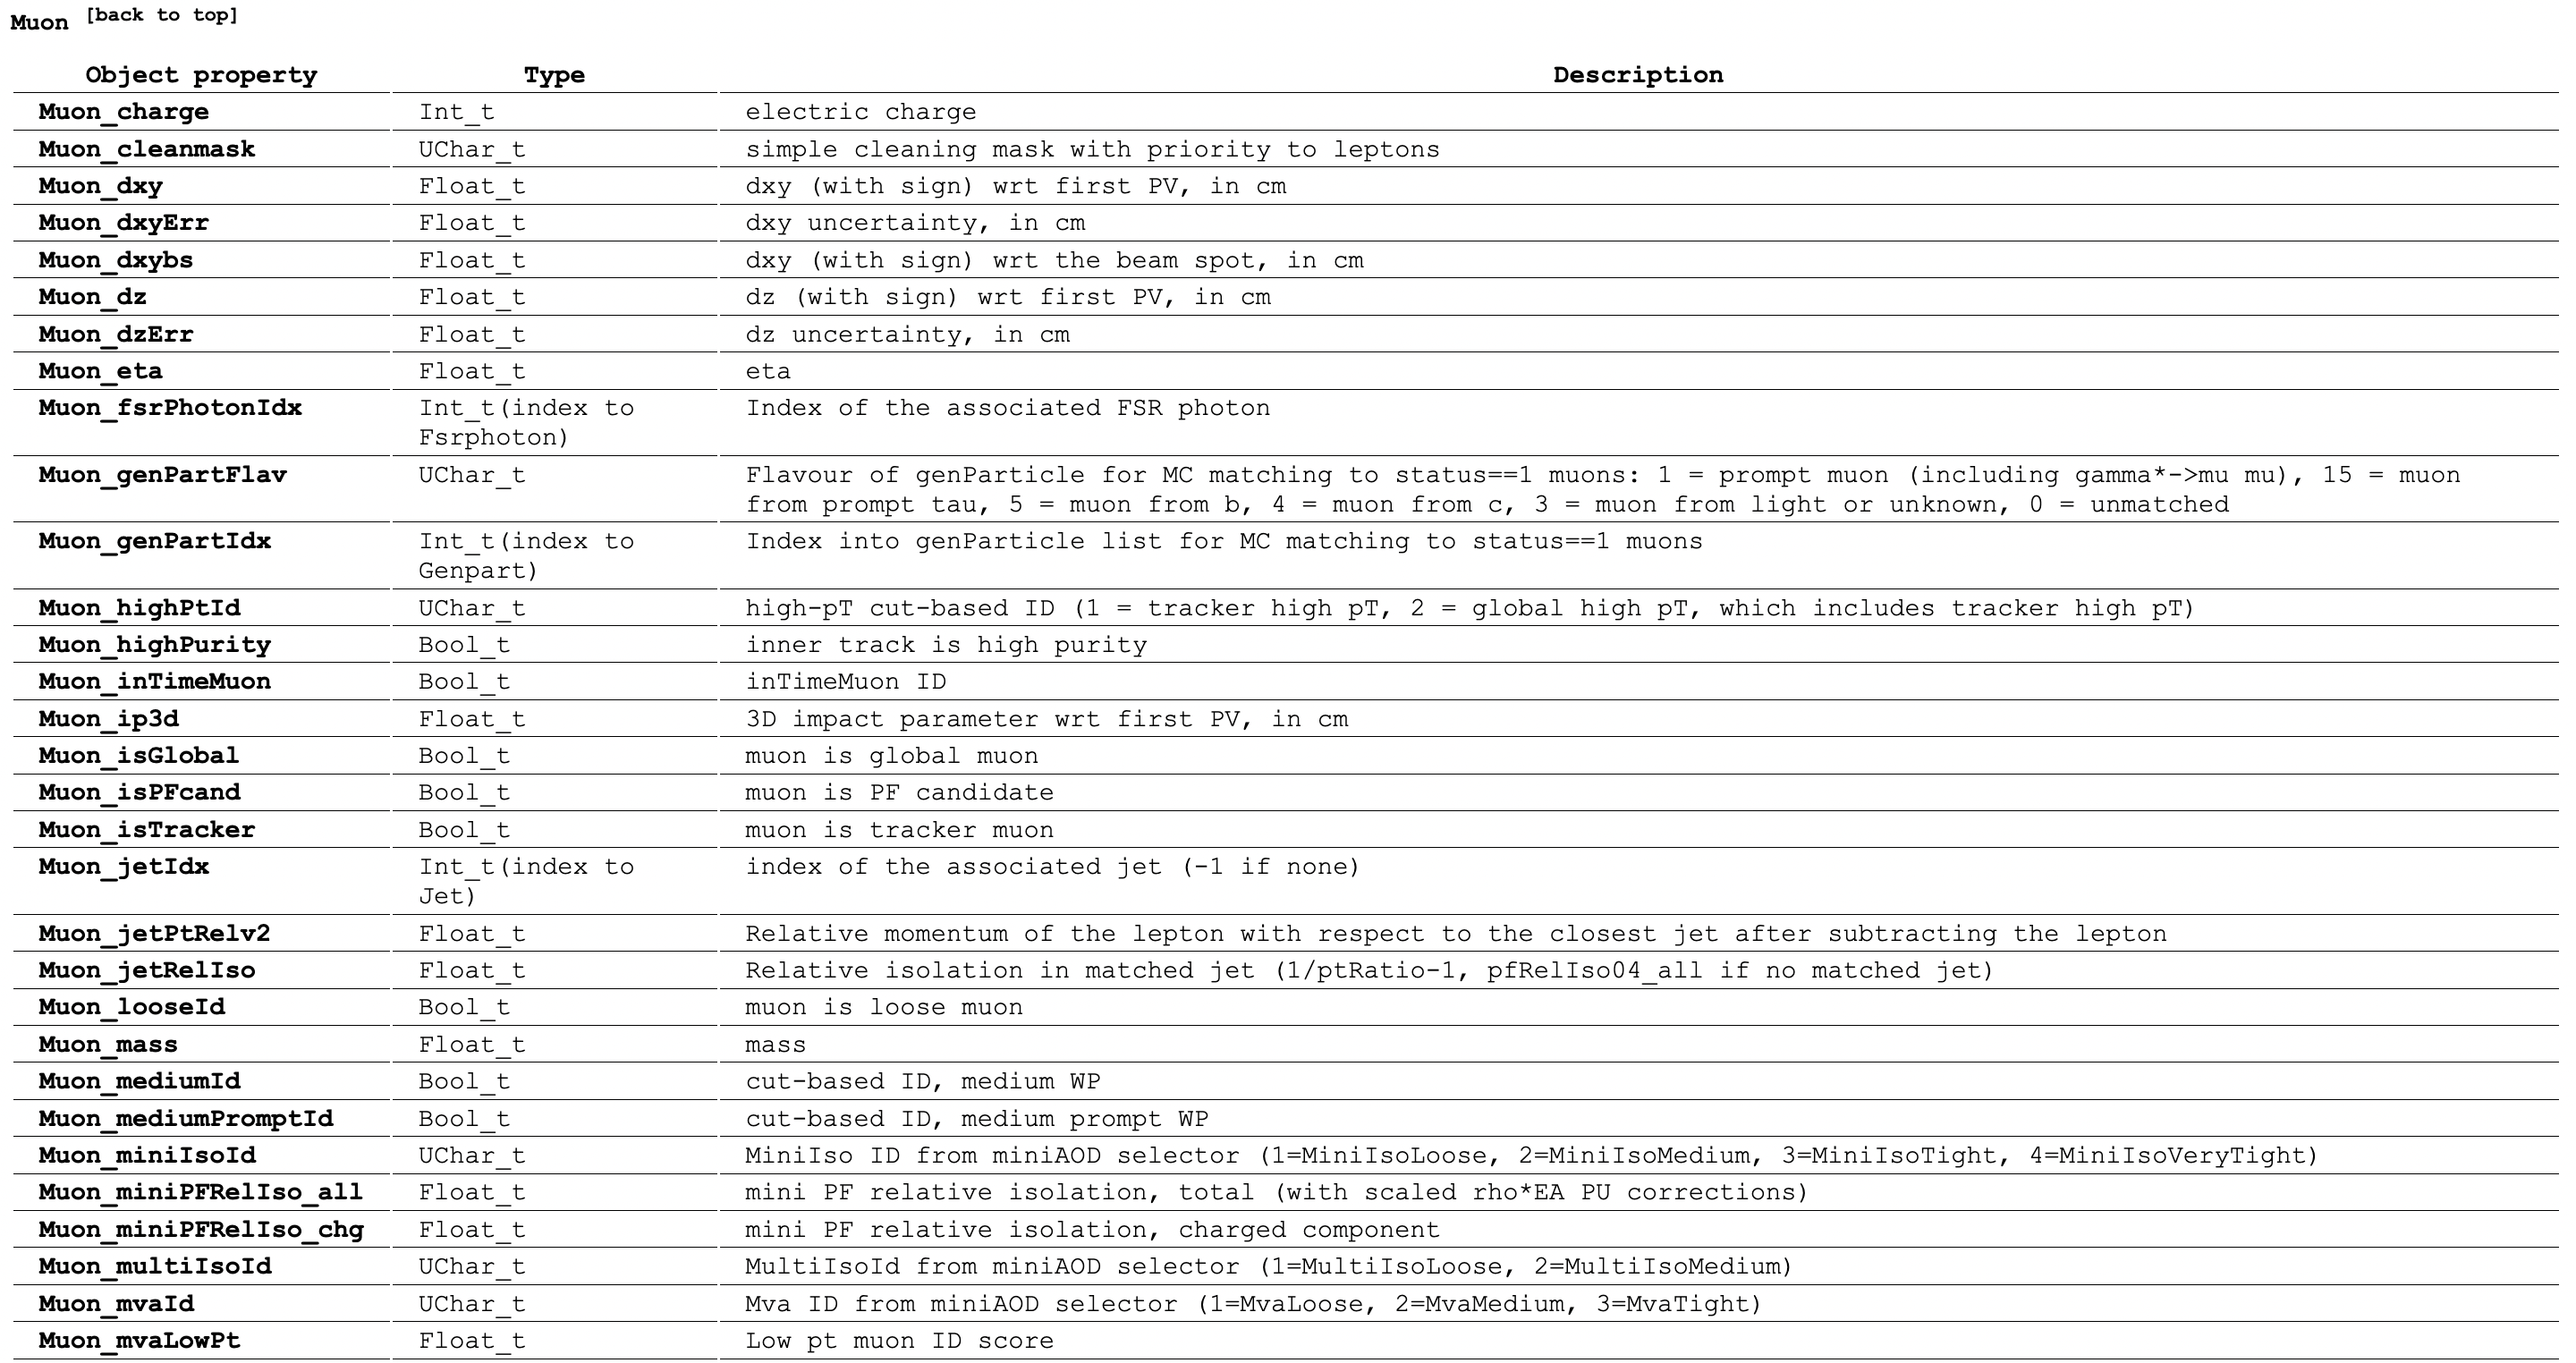 Muon [back to top]
Object property Type Description
Muon_charge Int_t electric charge
Muon_cleanmask UChar_t simple cleaning mask with priority to leptons
Muon_dxy Float_t dxy (with sign) wrt first PV, in cm
Muon_dxyErr Float_t dxy uncertainty, in cm
Muon_dxybs Float_t dxy (with sign) wrt the beam spot, in cm
Muon_dz Float_t dz (with sign) wrt first PV, in cm
Muon_dzErr Float_t dz uncertainty, in cm
Muon_eta Float_t eta
Muon_fsrPhotonIdx Int_t(index to Index of the associated FSR photon
Fsrphoton)
Muon_genPartFlav UChar_t Flavour of genParticle for MC matching to status==1 muons: 1 = prompt muon (including gamma*->mu mu), 15 = muon
from prompt tau, 5 = muon from b, 4 = muon from c, 3 = muon from light or unknown, 0 = unmatched
Muon_genPartIdx Int_t(index to Index into genParticle list for MC matching to status==1 muons
Genpart)
Muon_highPtId UChar_t high-pT cut-based ID (1 = tracker high pT, 2 = global high pT, which includes tracker high pT)
Muon_highPurity Bool_t inner track is high purity
Muon_inTimeMuon Bool_t inTimeMuon ID
Muon_ip3d Float_t 3D impact parameter wrt first PV, in cm
Muon_isGlobal Bool_t muon is global muon
Muon_isPFcand Bool_t muon is PF candidate
Muon_isTracker Bool_t muon is tracker muon
Muon_jetIdx Int_t(index to index of the associated jet (-1 if none)
Jet)
Muon_jetPtRelv2 Float_t Relative momentum of the lepton with respect to the closest jet after subtracting the lepton
Muon_jetRelIso Float_t Relative isolation in matched jet (1/ptRatio-1, pfRelIso04_all if no matched jet)
Muon_looseId Bool_t muon is loose muon
Muon_mass Float_t mass
Muon_mediumId Bool_t cut-based ID, medium WP
Muon_mediumPromptId Bool_t cut-based ID, medium prompt WP
Muon_miniIsoId UChar_t MiniIso ID from miniAOD selector (1=MiniIsoLoose, 2=MiniIsoMedium, 3=MiniIsoTight, 4=MiniIsoVeryTight)
Muon_miniPFRelIso_all Float_t mini PF relative isolation, total (with scaled rho*EA PU corrections)
Muon_miniPFRelIso_chg Float_t mini PF relative isolation, charged component
Muon_multiIsoId UChar_t MultiIsoId from miniAOD selector (1=MultiIsoLoose, 2=MultiIsoMedium)
Muon_mvaId UChar_t Mva ID from miniAOD selector (1=MvaLoose, 2=MvaMedium, 3=MvaTight)
Muon_mvaLowPt Float_t Low pt muon ID score